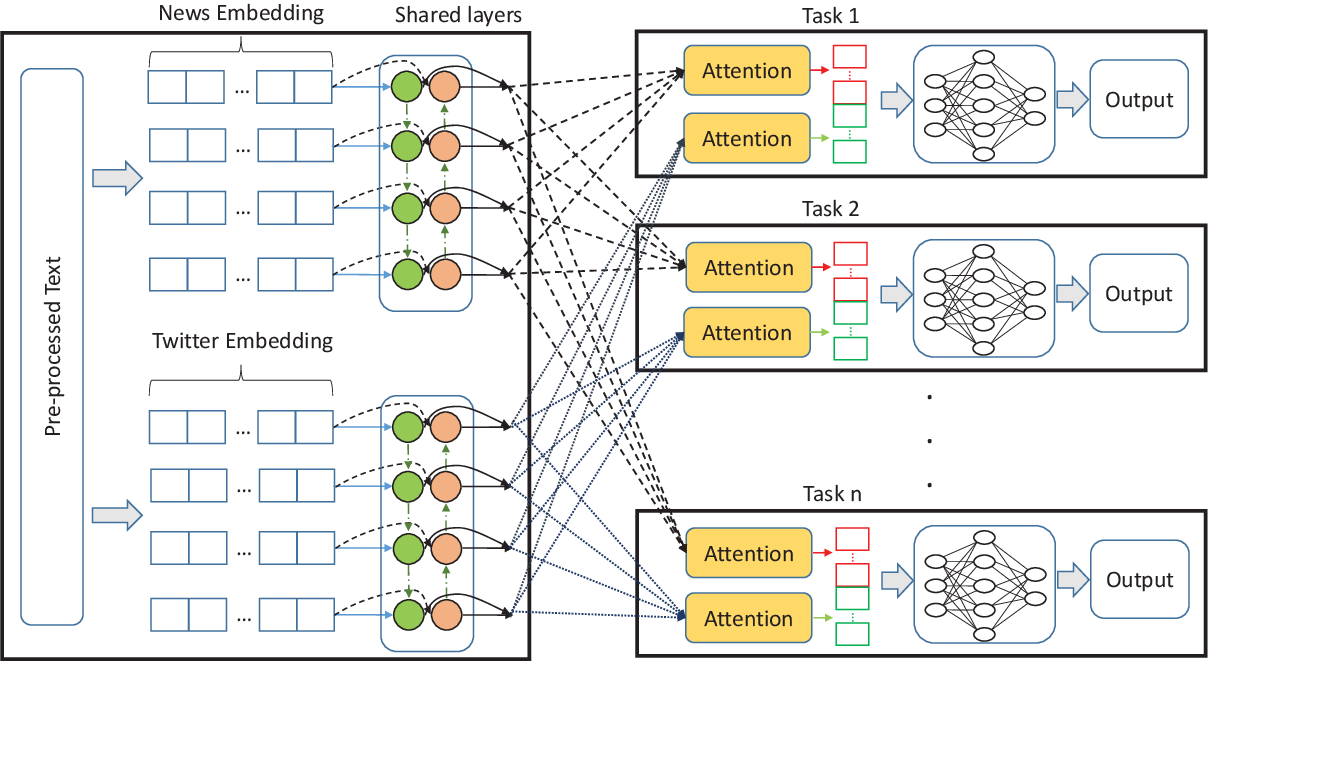 News Embedding
Shared layers
Pre-processed Text
...
...
...
...
Twitter Embedding
...
...
...
...
Task 1
Attention
Attention
Output
Task 2
Attention
Attention
Output
.
.
.
Task n
Attention
Attention
Output